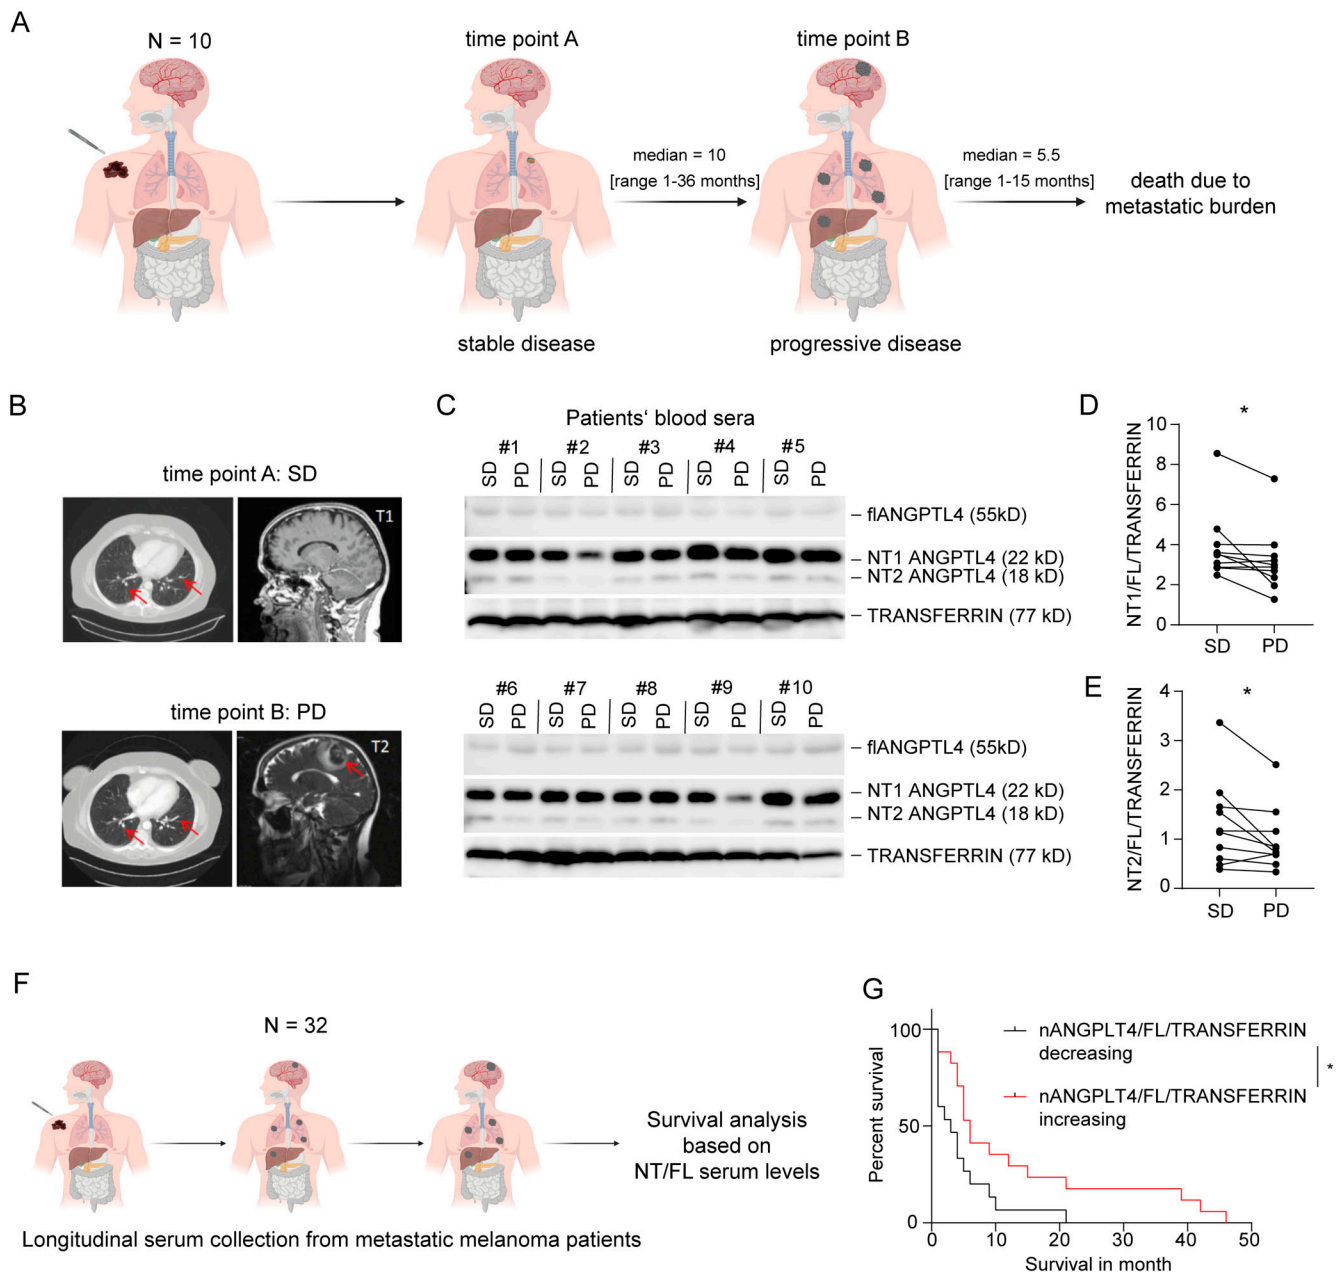 A
N = 10
time point A
time point B
median = 10
[range 1-36 months]
median = 5.5
[range 1-15 months]
death due to
metastatic burden
stable disease
progressive disease
B
time point A: SD
T1
time point B: PD
T2
C
Patients‘ blood sera
#1 #2 #3 #4 #5
SD PD SD PD SD PD SD PD SD PD
flANGPTL4 (55kD)
NT1 ANGPTL4 (22 kD)
NT2 ANGPTL4 (18 kD)
TRANSFERRIN (77 kD)
#6 #7 #8 #9 #10
SD PD SD PD SD PD SD PD SD PD
flANGPTL4 (55kD)
NT1 ANGPTL4 (22 kD)
NT2 ANGPTL4 (18 kD)
TRANSFERRIN (77 kD)
D
*
NT1/FL/TRANSFERRIN
10
8
6
4
2
0
SD PD
E
*
NT2/FL/TRANSFERRIN
4
3
2
1
0
SD PD
F
N = 32
Survival analysis
based on
NT/FL serum levels
Longitudinal serum collection from metastatic melanoma patients
G
Percent survival
100
50
0
0 10 20 30 40 50
Survival in month
nANGPLT4/FL/TRANSFERRIN
decreasing
nANGPLT4/FL/TRANSFERRIN
increasing
*